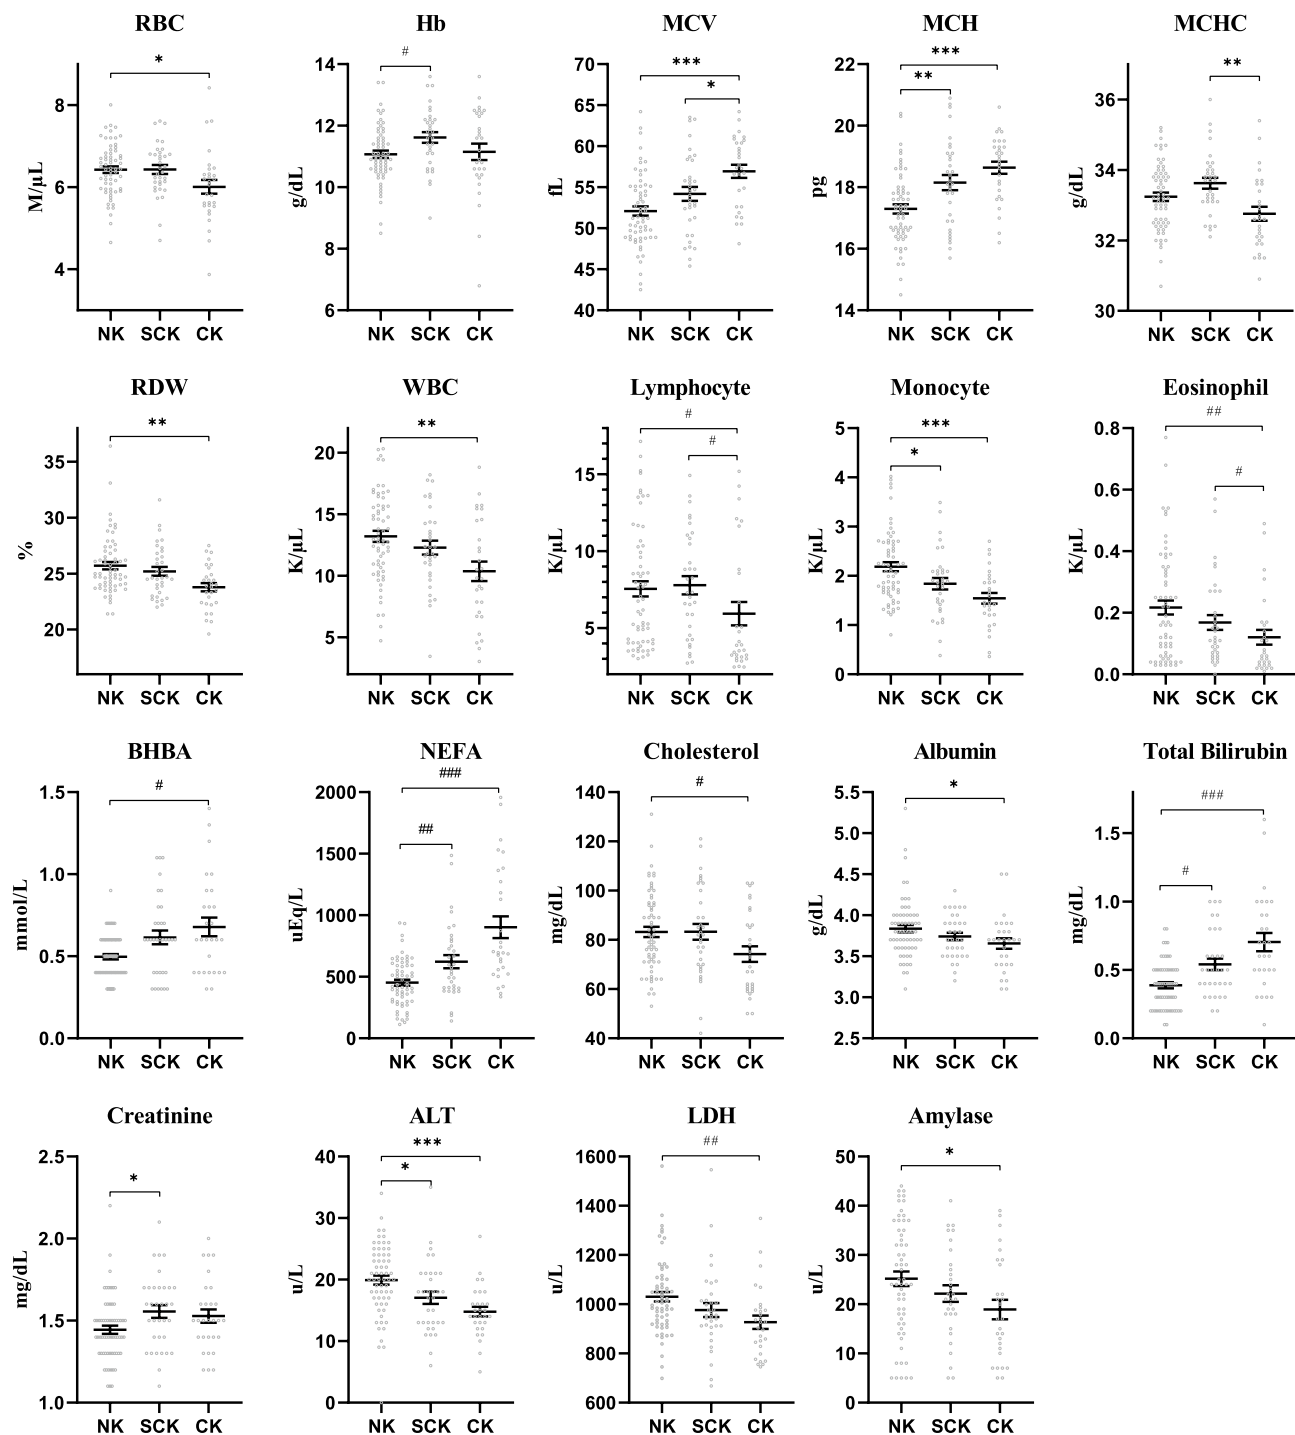 RBC Hb MCV MCH MCHC
* # *** * *** ** **
M/µL g/dL fL pg g/dL
8 6 4
14 12 10 8 6
65 60 55 50 45 40
22 20 18 16 14
36 34 32 30
NK SCK CK NK SCK CK NK SCK CK NK SCK CK NK SCK CK
RDW WBC Lymphocyte Monocyte Eosinophil
** ** # # *** * ## #
% K/µL K/µL K/µL K/µL
35 30 25 20
20 15 10 5
15 10 5
5 4 3 2 1 0
0.8 0.6 0.4 0.2 0.0
NK SCK CK NK SCK CK NK SCK CK NK SCK CK NK SCK CK
BHBA NEFA Cholesterol Albumin Total Bilirubin
# ### ## # * ### #
mmol/L uEq/L mg/dL g/dL mg/dL
1.5 1.0 0.5 0.0
2000 1500 1000 500 0
140 120 100 80 60 40
5.5 5.0 4.5 4.0 3.5 3.0 2.5
1.5 1.0 0.5 0.0
NK SCK CK NK SCK CK NK SCK CK NK SCK CK NK SCK CK
Creatinine ALT LDH Amylase
* *** * ## *
mg/dL u/L u/L u/L
2.5 2.0 1.5 1.0
40 30 20 10 0
1600 1400 1200 1000 800 600
50 40 30 20 10 0
NK SCK CK NK SCK CK NK SCK CK NK SCK CK